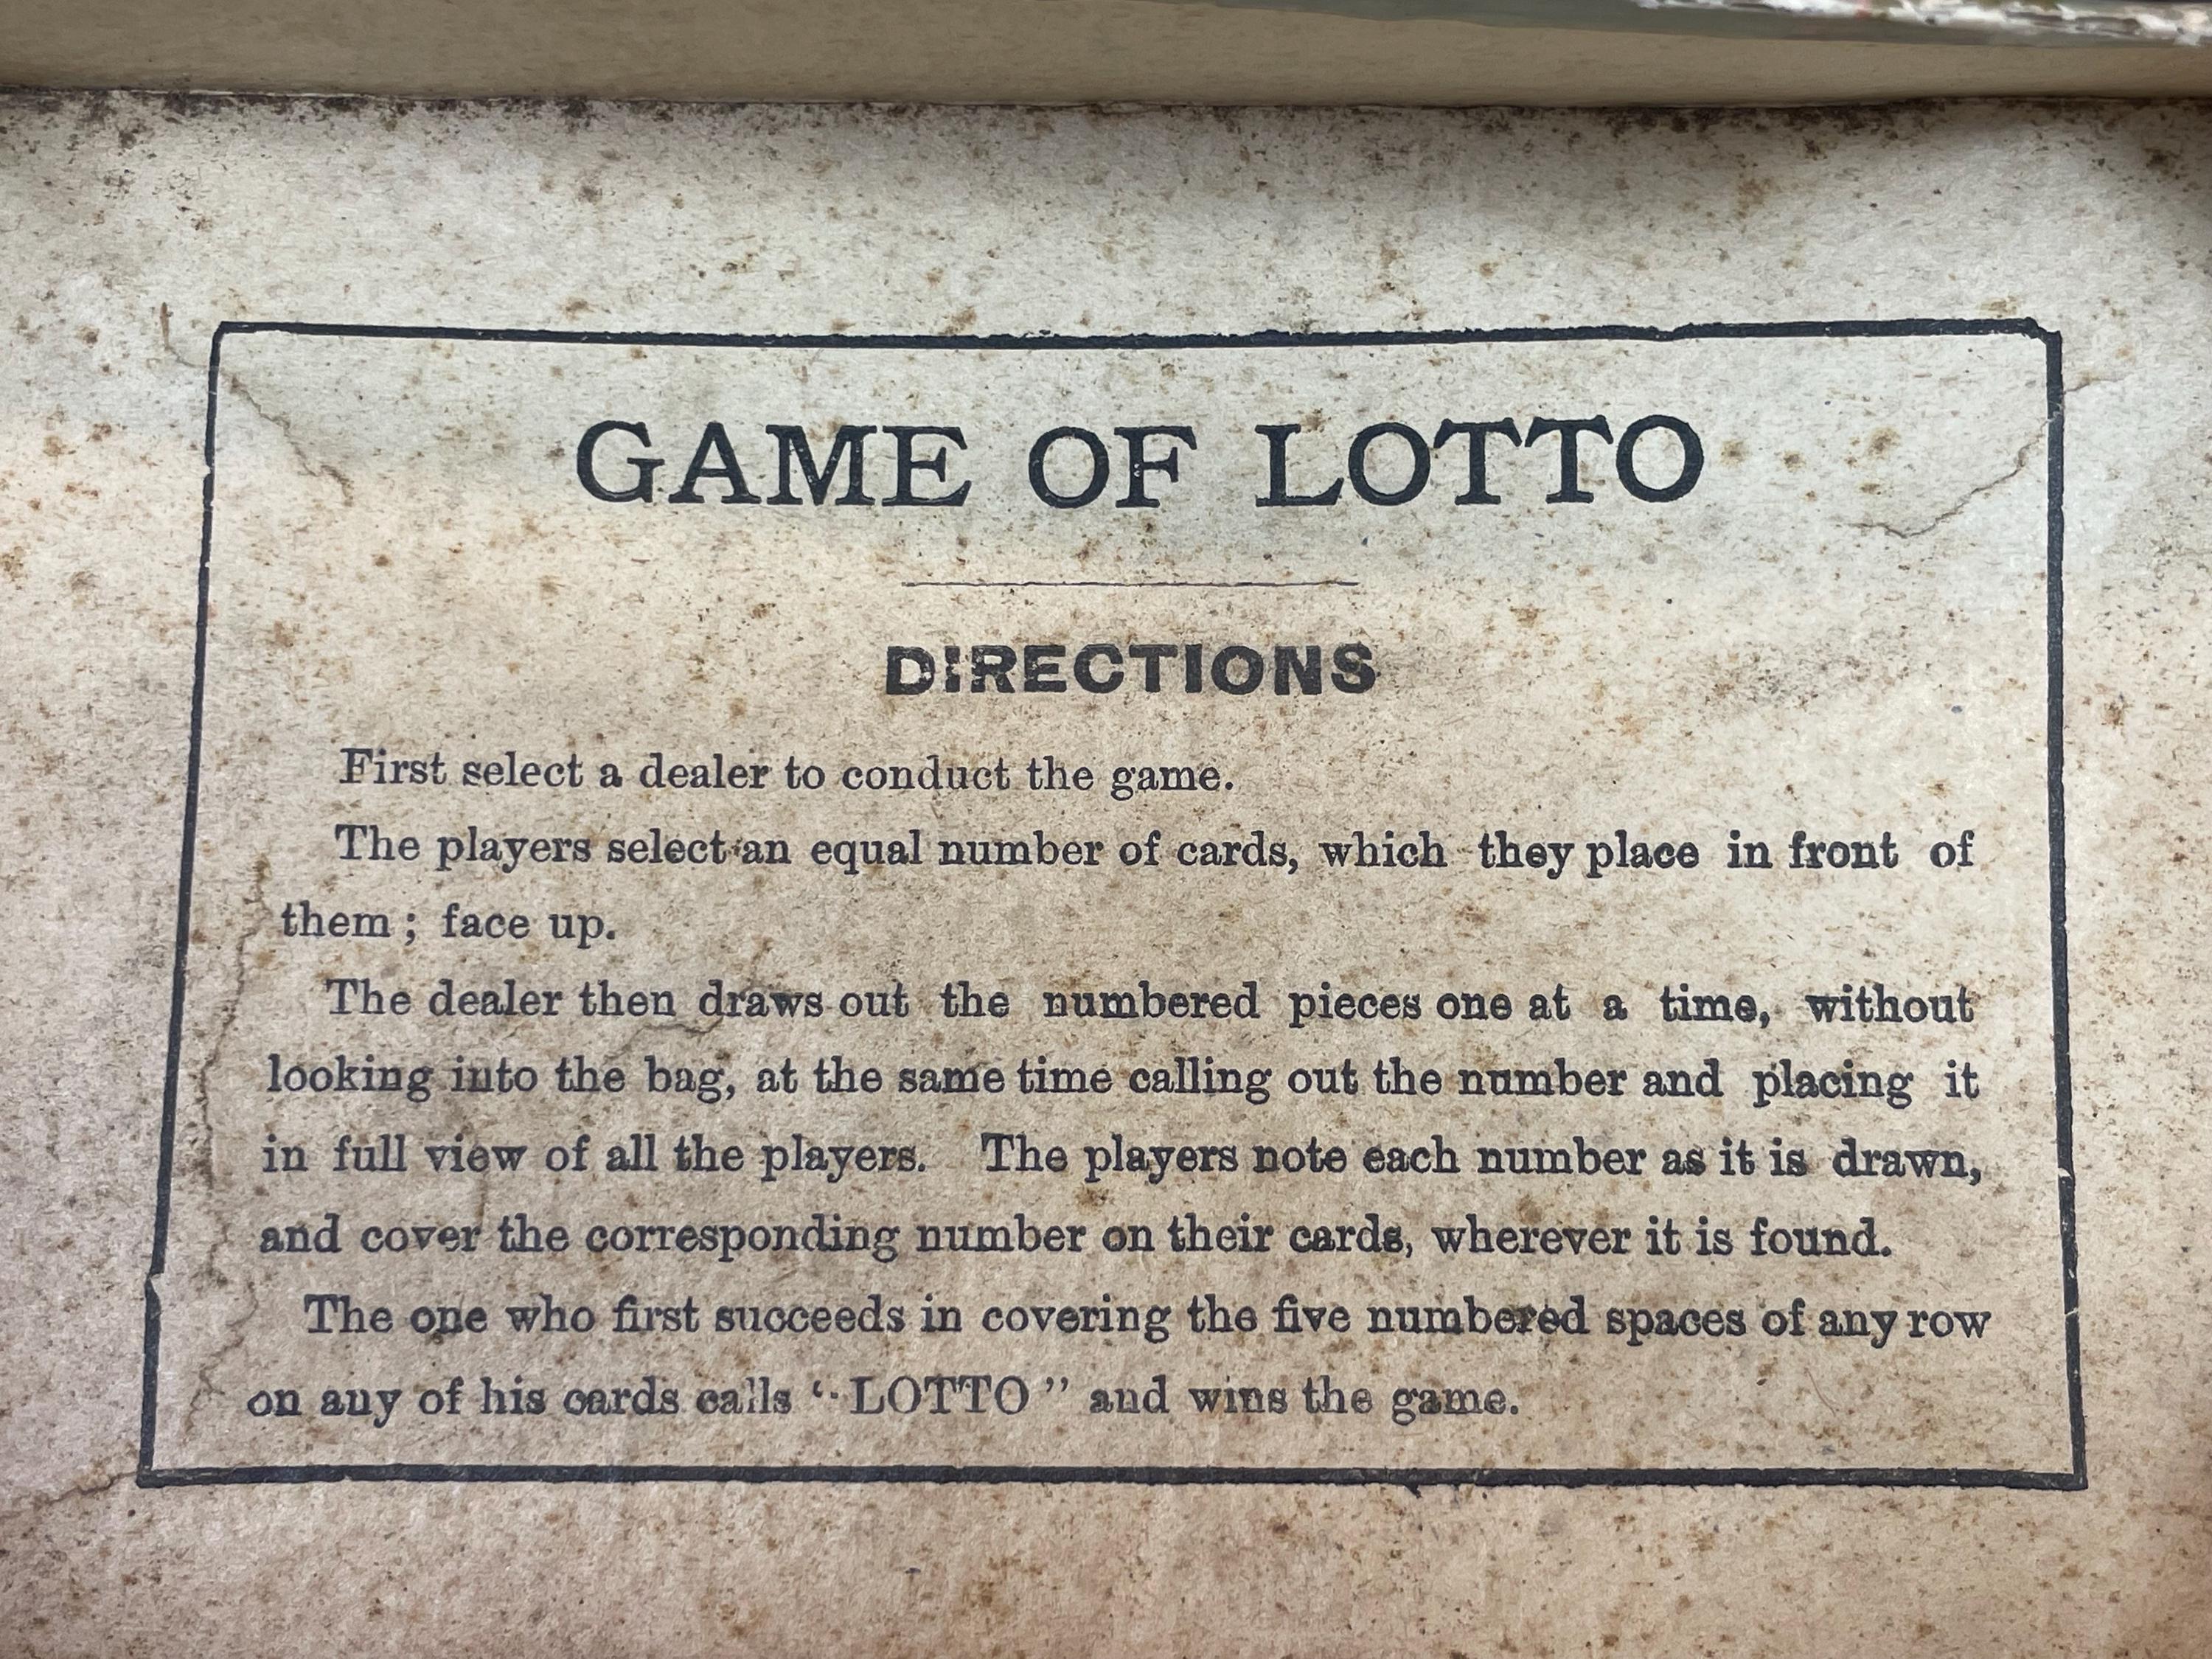 GAME OF LOTTO
DIRECTIONS
First select a dealer to conduct the game.
The players select an equal number of cards, which they place in front of
them ; face up.
The dealer then draws out the numbered pieces one at a time, without
looking into the bag, at the same time calling out the number and placing it
in full view of all the players. The players note each number as it is drawn,
and cover the corresponding number on their cards, wherever it is found.
The one who first succeeds in covering the five numbered spaces of any row
on any of his cards calls “ LOTTO ” and wins the game.